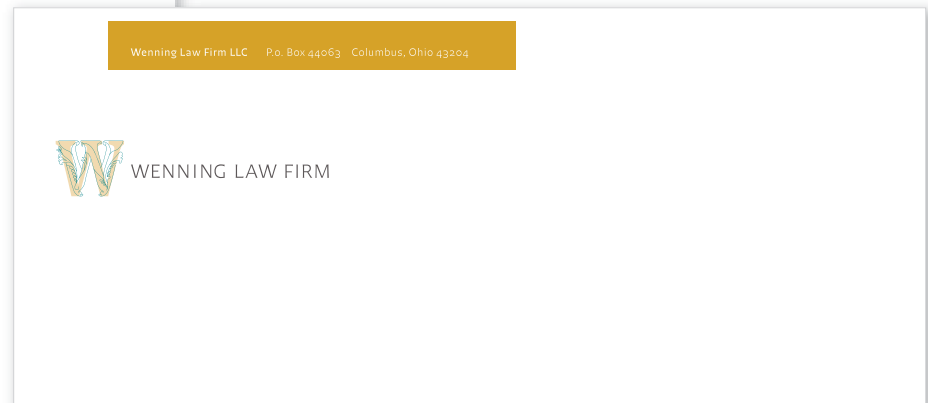 Wenning Law Firm LLC P.o. Box 44063 Columbus, Ohio 43204
W WENNING LAW FIRM